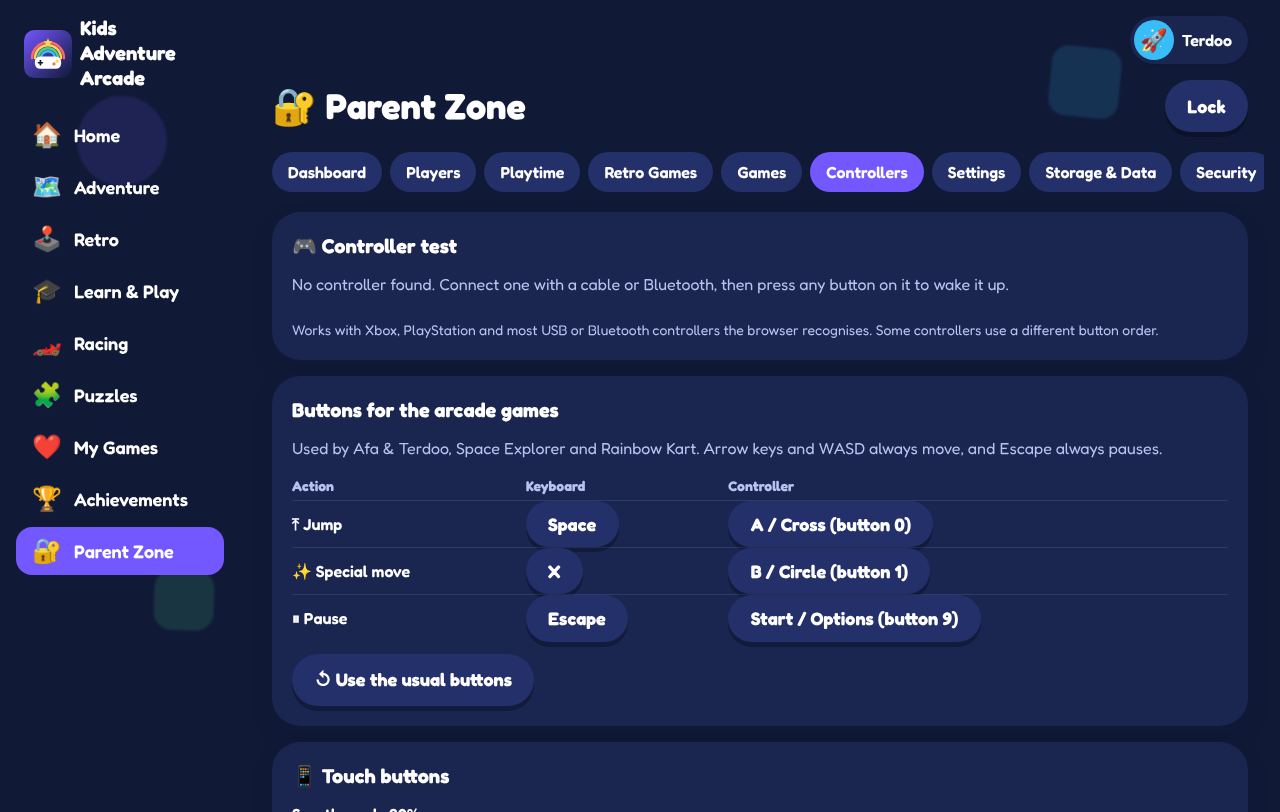 Kids
Adventure
Arcade
Terdoo
🔐 Parent Zone
Lock
Home
Adventure
Retro
Learn & Play
Racing
Puzzles
My Games
Achievements
Parent Zone
Dashboard
Players
Playtime
Retro Games
Games
Controllers
Settings
Storage & Data
Security
🎮 Controller test
No controller found. Connect one with a cable or Bluetooth, then press any button on it to wake it up.
Works with Xbox, PlayStation and most USB or Bluetooth controllers the browser recognises. Some controllers use a different button order.
Buttons for the arcade games
Used by Afa & Terdoo, Space Explorer and Rainbow Kart. Arrow keys and WASD always move, and Escape always pauses.
Action Keyboard Controller
⤒ Jump Space A / Cross (button 0)
✨ Special move X B / Circle (button 1)
⏸ Pause Escape Start / Options (button 9)
↺ Use the usual buttons
📱 Touch buttons